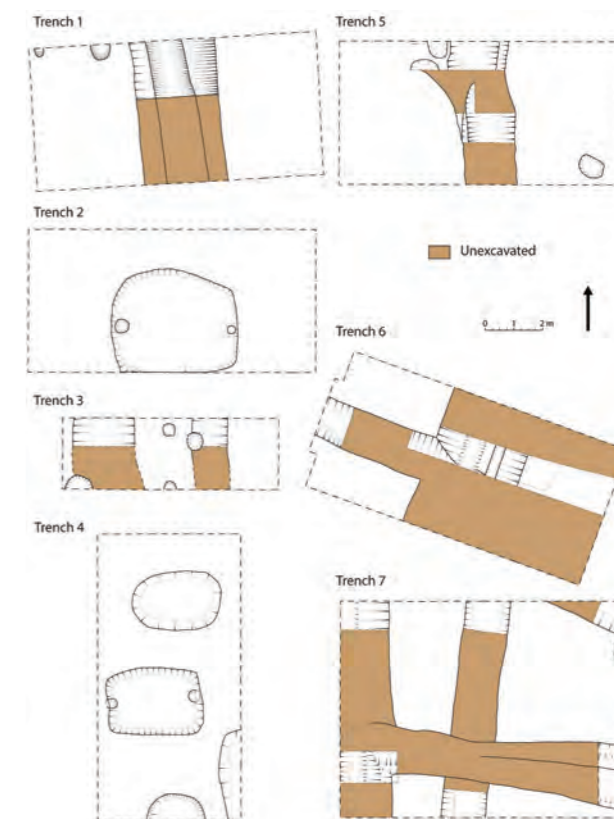 Trench 1
Trench 5
Trench 2
Unexcavated
0 1 2m
Trench 6
Trench 3
Trench 4
Trench 7